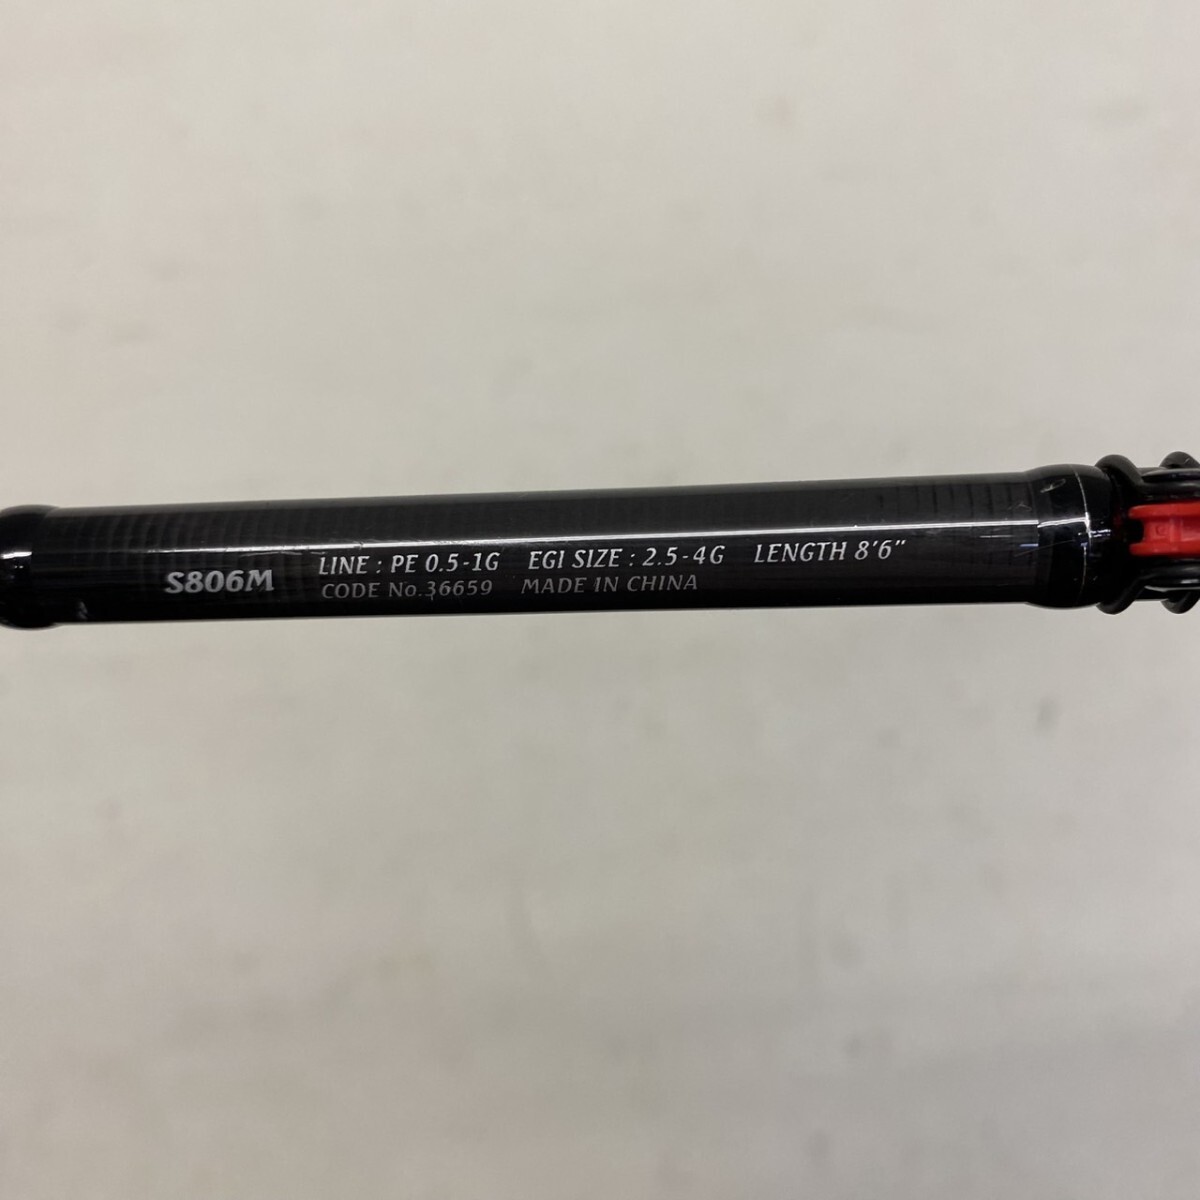 S806M
LINE : PE 0.5-1G EGI SIZE : 2.5-4G LENGTH 8'6"
CODE No.36659 MADE IN CHINA